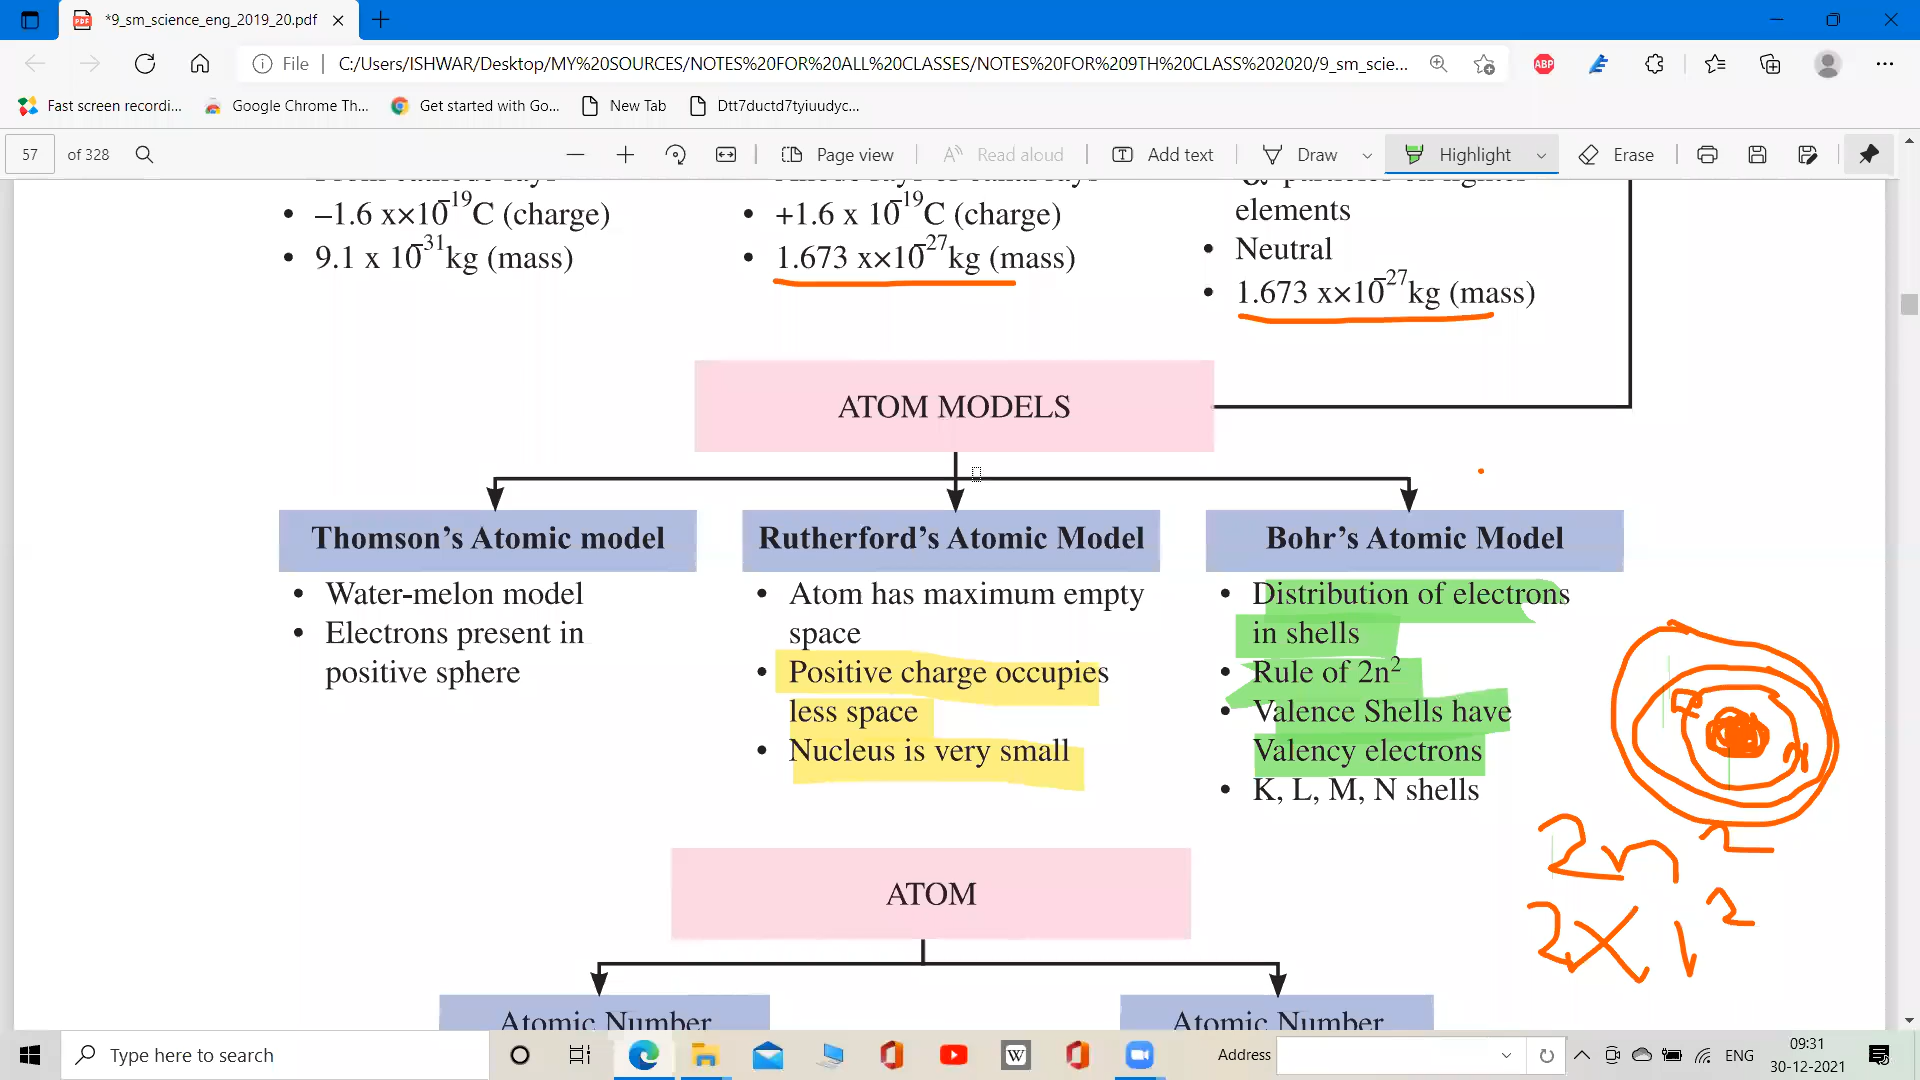 *9_sm_science_eng_2019_20.pdf
File
C:/Users/ISHWAR/Desktop/MY%20SOURCES/NOTES%20FOR%20ALL%20CLASSES/NOTES%20FOR%209TH%20CLASS%202020/9_sm_scie...
ABP
Fast screen recordi...
Google Chrome Th...
Get started with Go...
New Tab
Dtt7ductd7tyiuudyc...
57 of 328
Page view
Read aloud
Add text
Draw
Highlight
Erase
elements
• –1.6 x×10⁻¹⁹C (charge)
• 9.1 x 10⁻³¹kg (mass)
• +1.6 x 10⁻¹⁹C (charge)
• 1.673 x×10⁻²⁷kg (mass)
• Neutral
• 1.673 x×10⁻²⁷kg (mass)
ATOM MODELS
Thomson's Atomic model
• Water-melon model
• Electrons present in
positive sphere
Rutherford's Atomic Model
• Atom has maximum empty
space
• Positive charge occupies
less space
• Nucleus is very small
Bohr's Atomic Model
• Distribution of electrons
in shells
• Rule of 2n²
• Valence Shells have
Valency electrons
• K, L, M, N shells
2n²
2×1²
ATOM
Atomic Number
Atomic Number
Type here to search
W
Address
ENG
09:31
30-12-2021